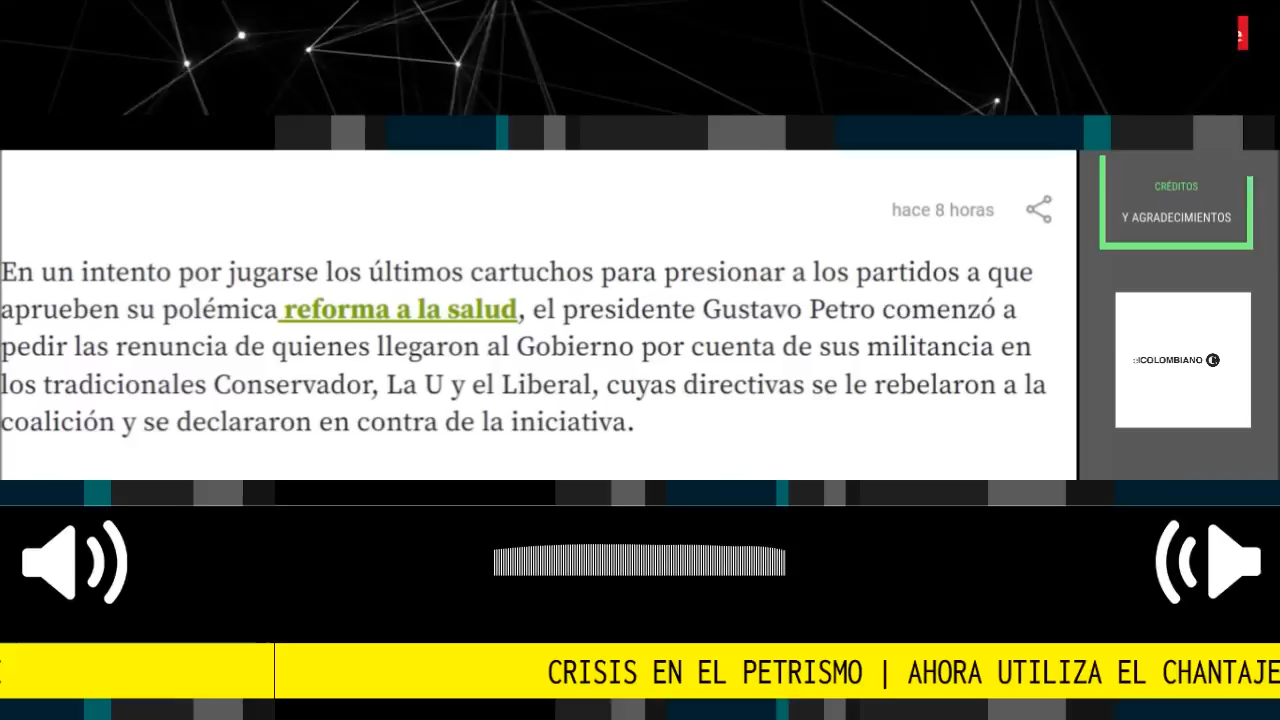 hace 8 horas
En un intento por jugarse los últimos cartuchos para presionar a los partidos a que
aprueben su polémica reforma a la salud, el presidente Gustavo Petro comenzó a
pedir las renuncia de quienes llegaron al Gobierno por cuenta de sus militancia en
los tradicionales Conservador, La U y el Liberal, cuyas directivas se le rebelaron a la
coalición y se declararon en contra de la iniciativa.
CRÉDITOS
Y AGRADECIMIENTOS
ELCOLOMBIANO
CRISIS EN EL PETRISMO | AHORA UTILIZA EL CHANTAJE